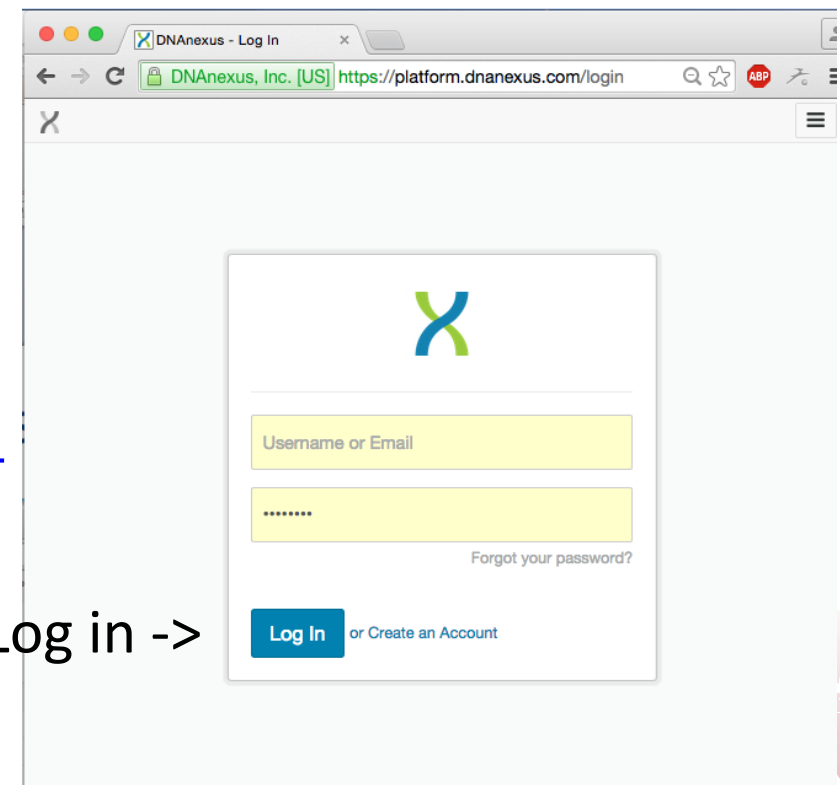 DNAnexus - Log In
DNAnexus, Inc. [US] https://platform.dnanexus.com/login
ABP
Username or Email
••••••••
Forgot your password?
Log in ->
Log In or Create an Account